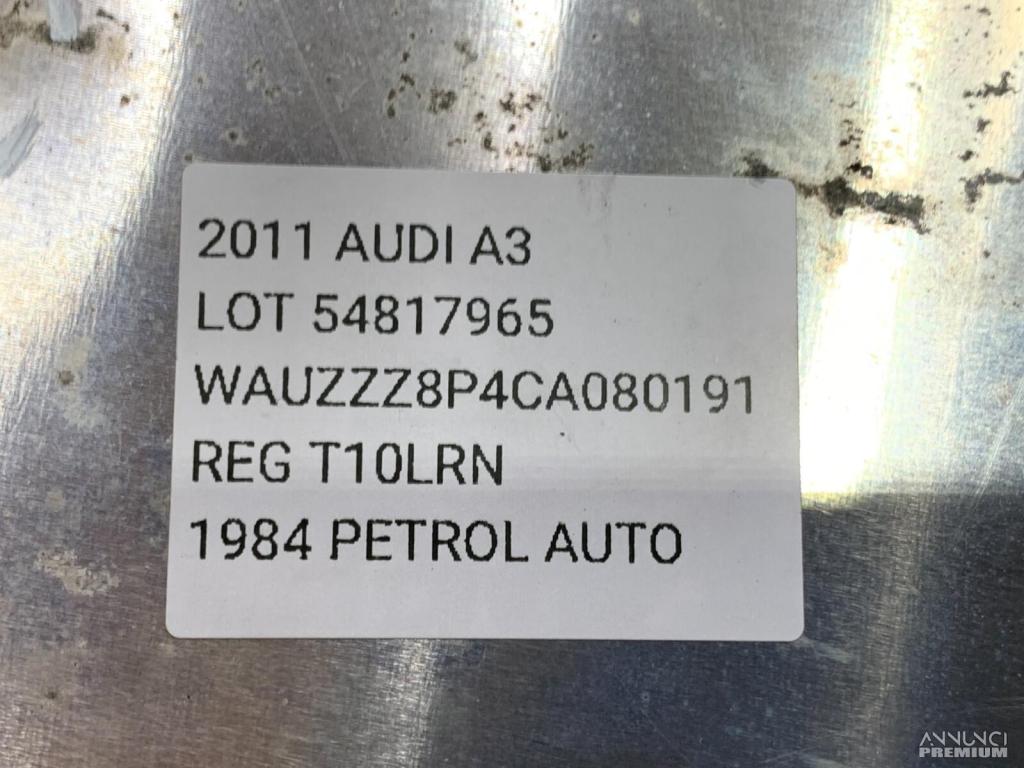 2011 AUDI A3
LOT 54817965
WAUZZZ8P4CA080191
REG T10LRN
1984 PETROL AUTO
ANNUNCI
PREMIUM